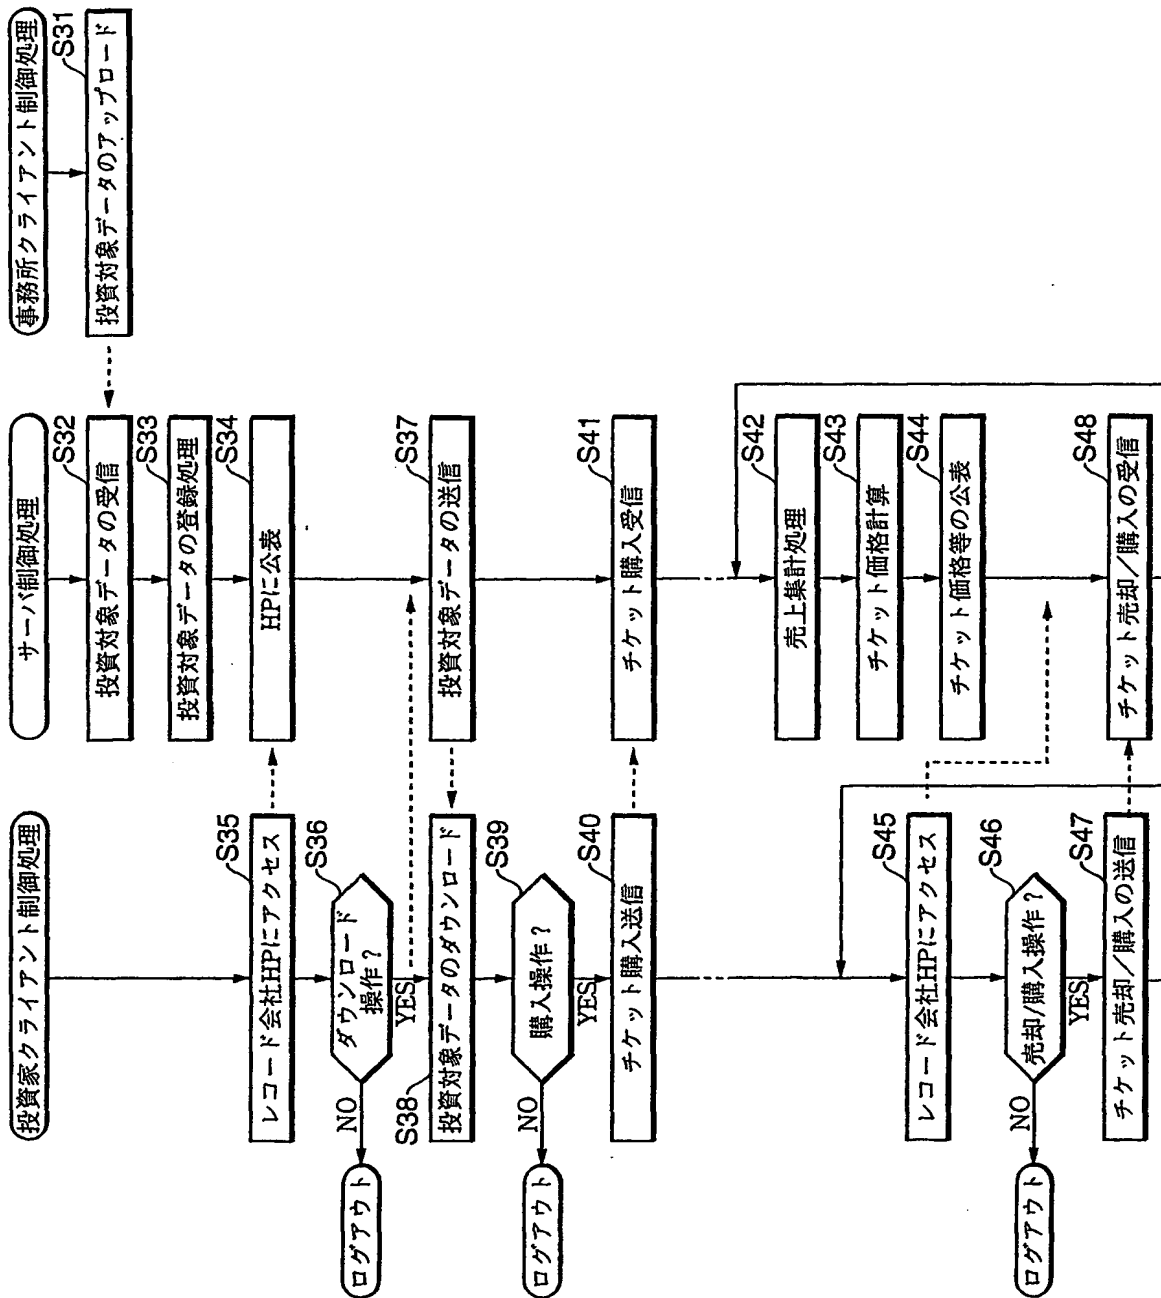 投資家クライアント制御処理
レコード会社HPにアクセス
S35
ダウンロード
操作?
S36
NO
ログアウト
YES
投資対象データのダウンロード
S38
購入操作?
S39
NO
ログアウト
YES
チケット購入送信
S40
レコード会社HPにアクセス
S45
売却/購入操作?
S46
NO
ログアウト
YES
チケット売却/購入の送信
S47
サーバ制御処理
投資対象データの受信
S32
投資対象データの登録処理
S33
HPに公表
S34
投資対象データの送信
S37
チケット購入受信
S41
売上集計処理
S42
チケット価格計算
S43
チケット価格等の公表
S44
チケット売却/購入の受信
S48
事務所クライアント制御処理
投資対象データのアップロード
S31